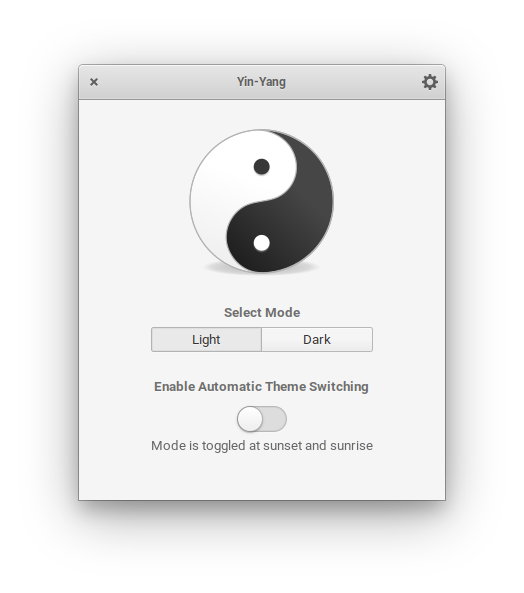 Yin-Yang
Select Mode
Light Dark
Enable Automatic Theme Switching
Mode is toggled at sunset and sunrise